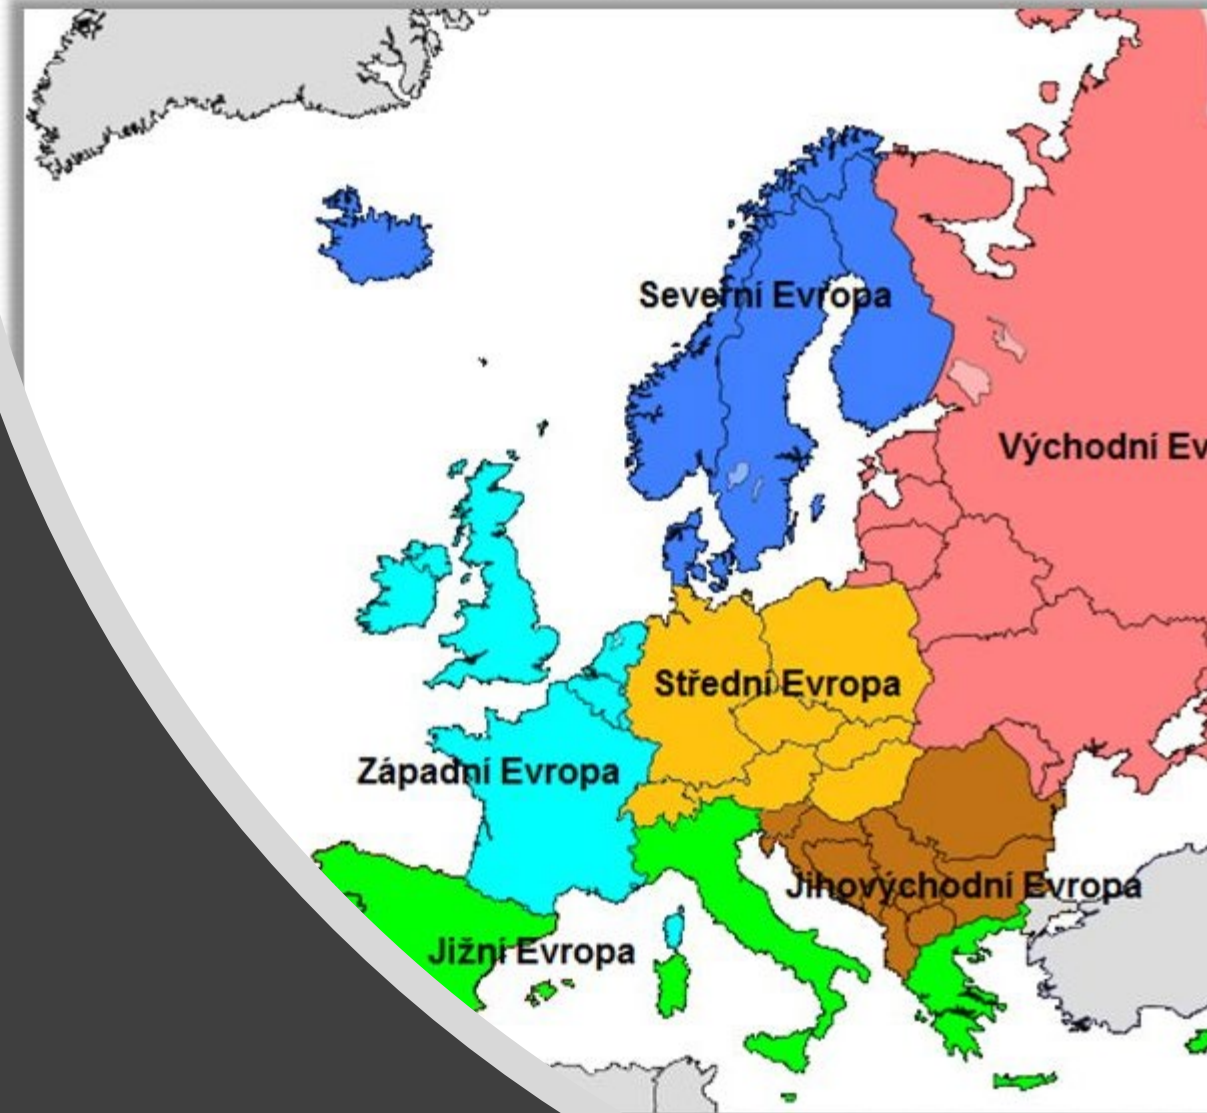 Severní Evropa
Východní Ev
Střední Evropa
Západní Evropa
Jihovýchodní Evropa
Jižní Evropa